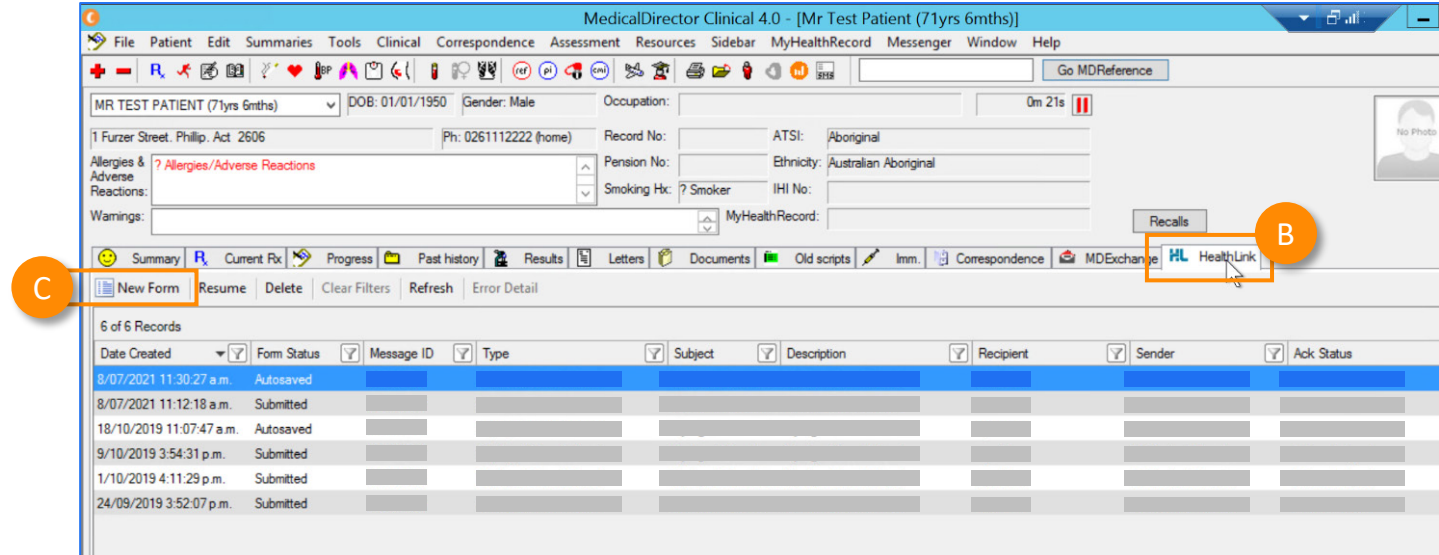 MedicalDirector Clinical 4.0 - [Mr Test Patient (71yrs 6mths)]
File Patient Edit Summaries Tools Clinical Correspondence Assessment Resources Sidebar MyHealthRecord Messenger Window Help
Rx BP ref pi cmi SMS Go MDReference
MR TEST PATIENT (71yrs 6mths) DOB: 01/01/1950 Gender: Male Occupation: 0m 21s
No Photo
1 Furzer Street. Phillip. Act 2606 Ph: 0261112222 (home) Record No: ATSI: Aboriginal
Allergies & Adverse Reactions: ? Allergies/Adverse Reactions
Pension No: Ethnicity: Australian Aboriginal
Smoking Hx: ? Smoker IHI No:
Warnings: MyHealthRecord: Recalls
B
Summary Rx Current Rx Progress Past history Results Letters Documents Old scripts Imm. Correspondence MDExchange HL HealthLink
C
New Form Resume Delete Clear Filters Refresh Error Detail
6 of 6 Records
Date Created Form Status Message ID Type Subject Description Recipient Sender Ack Status
8/07/2021 11:30:27 a.m. Autosaved
8/07/2021 11:12:18 a.m. Submitted
18/10/2019 11:07:47 a.m. Autosaved
9/10/2019 3:54:31 p.m. Submitted
1/10/2019 4:11:29 p.m. Submitted
24/09/2019 3:52:07 p.m. Submitted